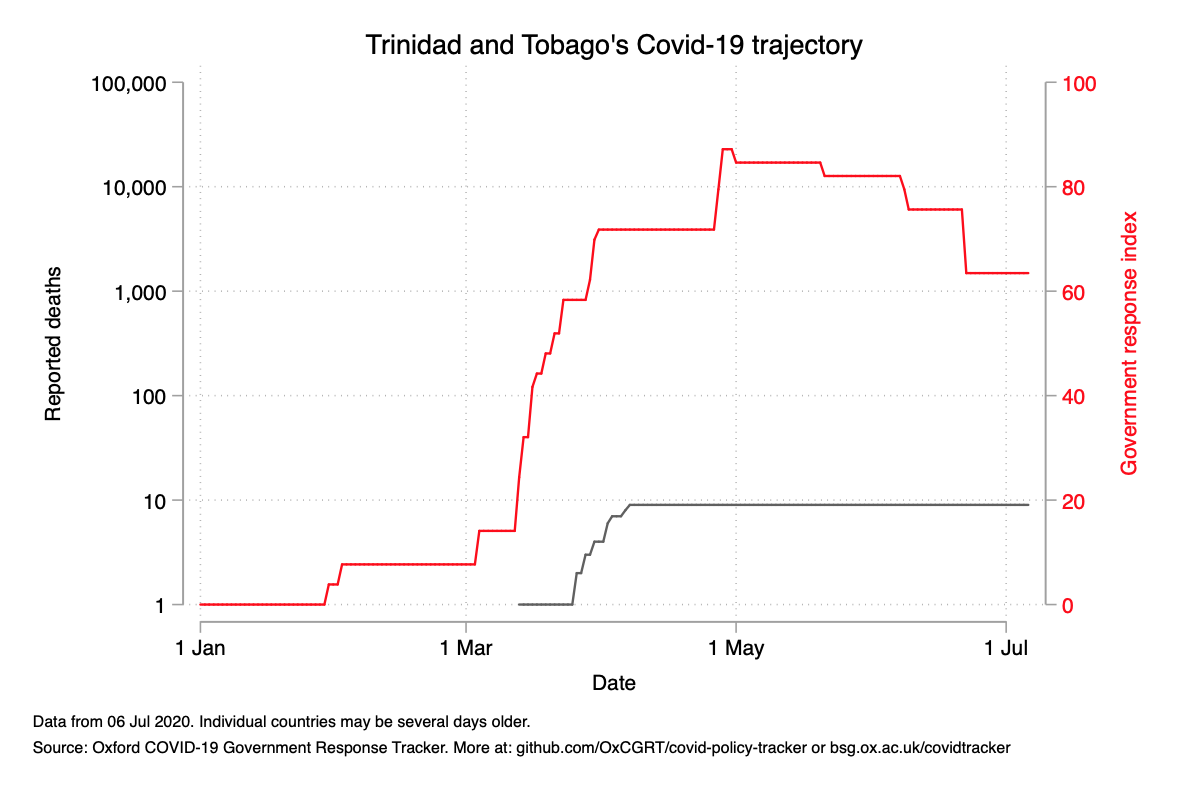 Trinidad and Tobago's Covid-19 trajectory
100,000
10,000
1,000
100
10
1
Reported deaths
100
80
60
40
20
0
Government response index
1 Jan
1 Mar
1 May
1 Jul
Date
Data from 06 Jul 2020. Individual countries may be several days older.
Source: Oxford COVID-19 Government Response Tracker. More at: github.com/OxCGRT/covid-policy-tracker or bsg.ox.ac.uk/covidtracker